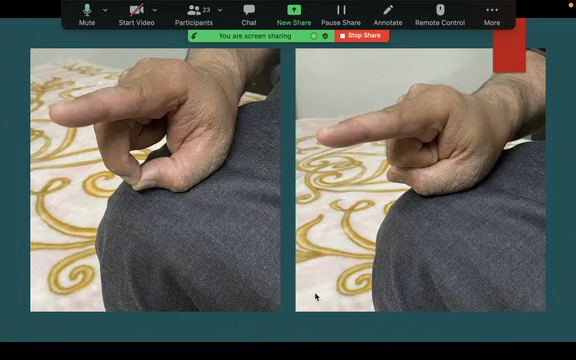 Mute
Start Video
Participants
23
Chat
New Share
Pause Share
Annotate
Remote Control
More
You are screen sharing
Stop Share